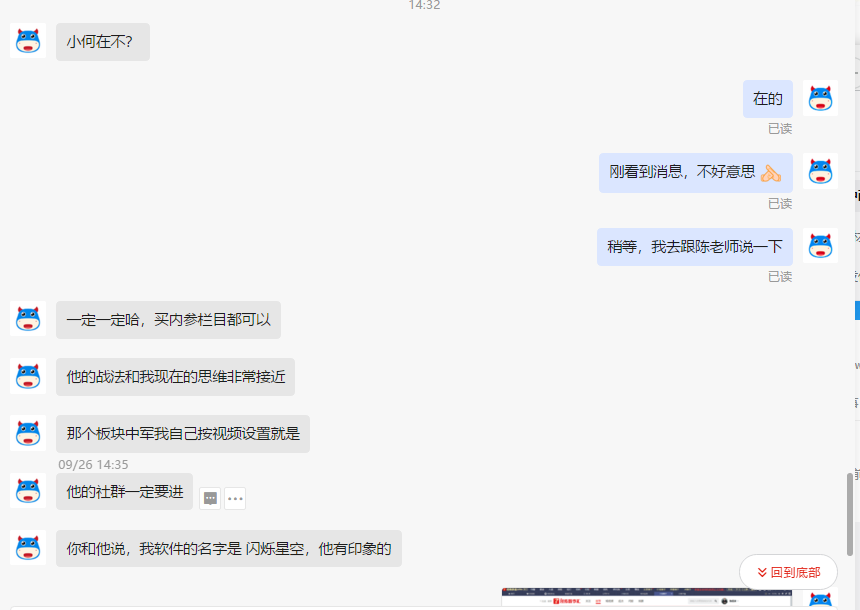 14:32
小何在不？
在的
已读
刚看到消息，不好意思
已读
稍等，我去跟陈老师说一下
已读
一定一定哈，买内参栏目都可以
他的战法和我现在的思维非常接近
那个板块中军我自己按视频设置就是
09/26 14:35
他的社群一定要进
你和他说，我软件的名字是 闪烁星空，他有印象的
回到底部